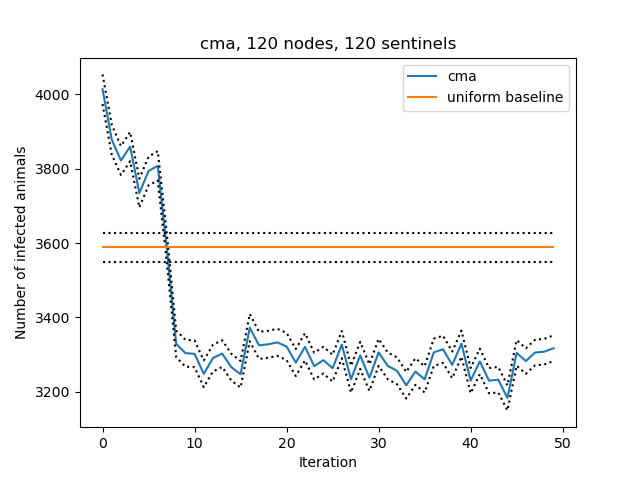 cma, 120 nodes, 120 sentinels
cma
uniform baseline
Number of infected animals
4000
3800
3600
3400
3200
0
10
20
30
40
50
Iteration